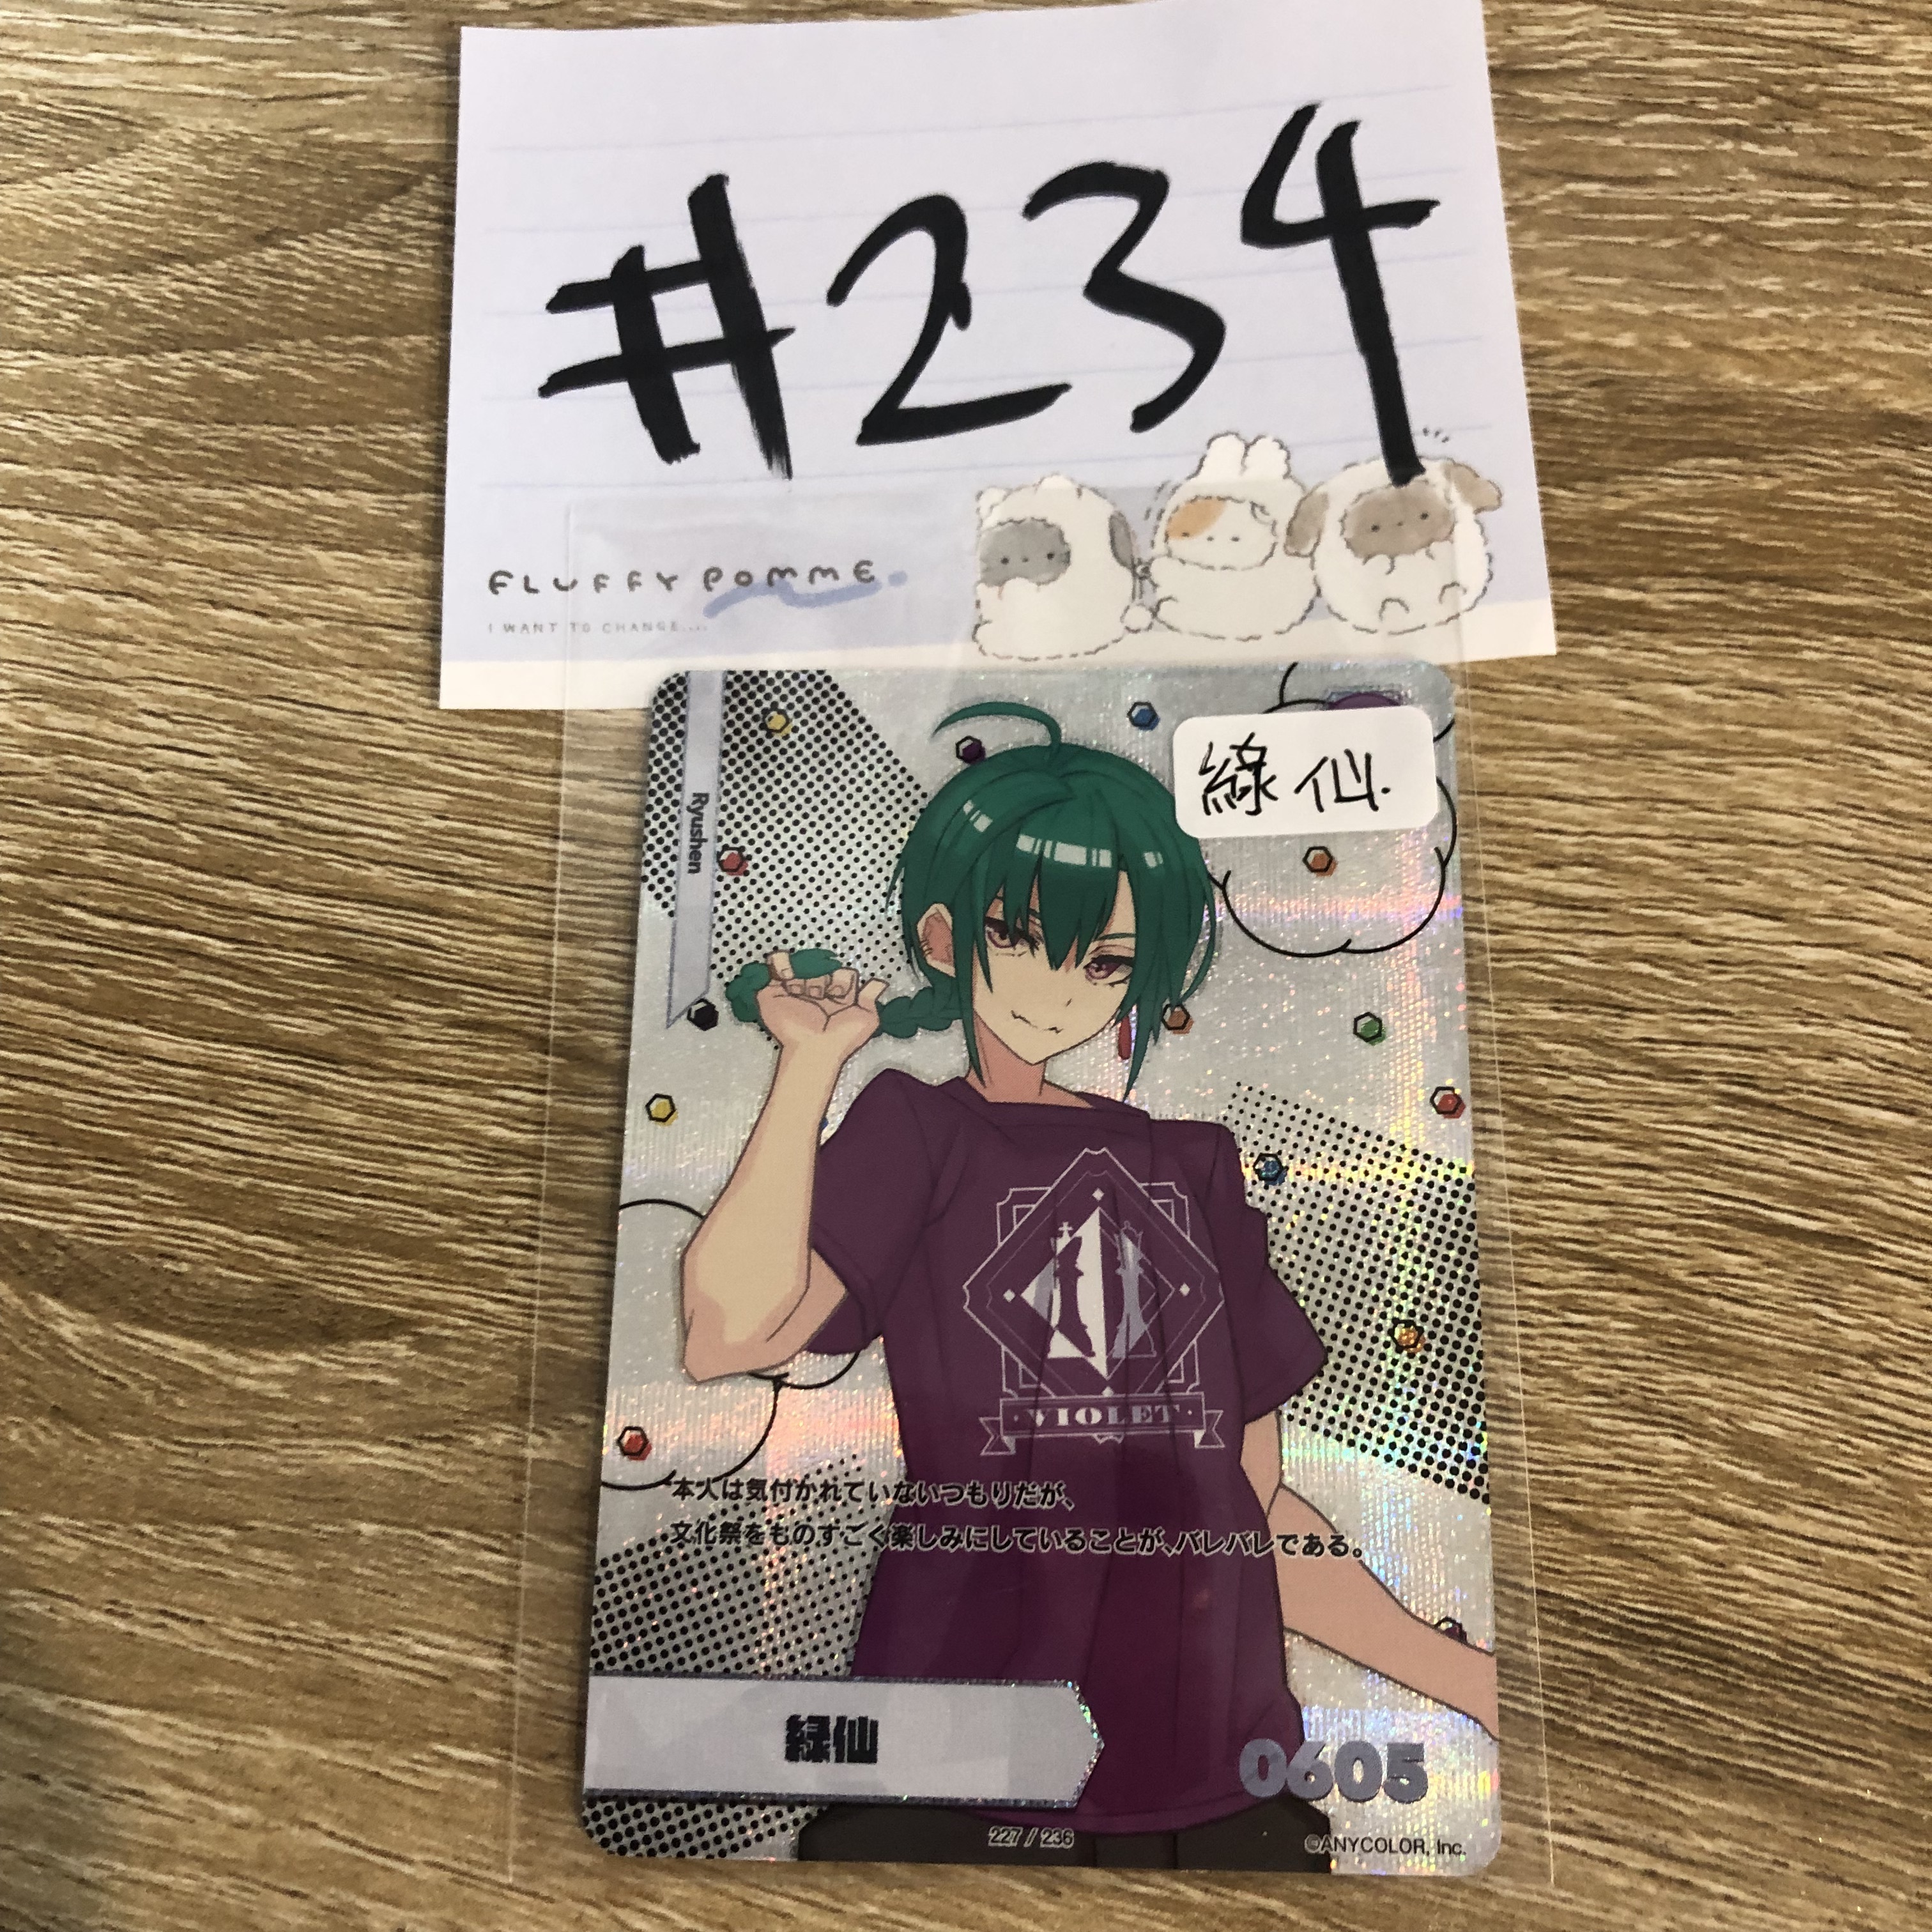 #234
FLUFFY POMME
I WANT TO CHANGE....
綠仙.
Ryushen
VIOLET
本人は気付かれていないつもりだが、
文化祭をものすごく楽しみにしていることが、バレバレである。
緑仙
0605
227 / 236
©ANYCOLOR, Inc.